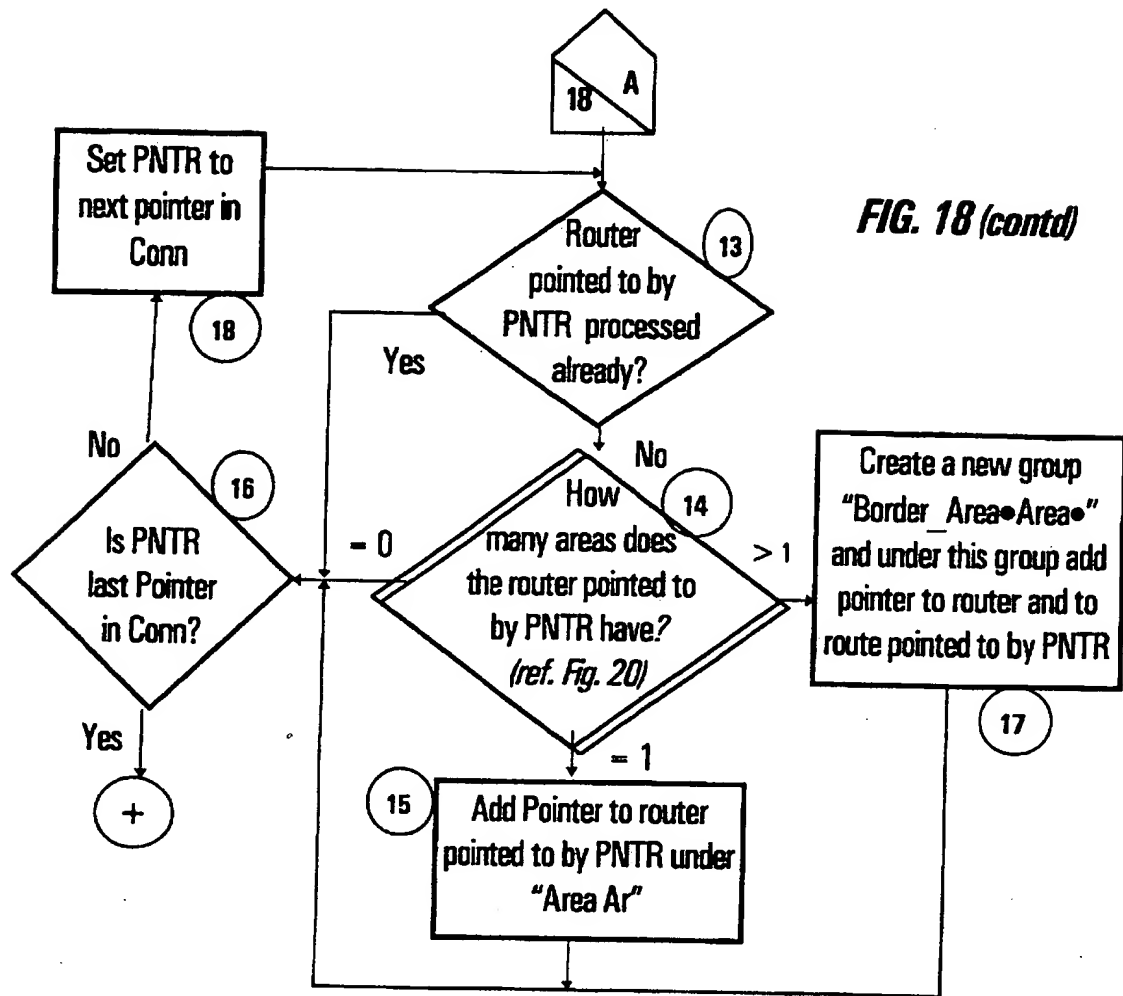 18 A
Set PNTR to
next pointer in
Conn
18
FIG. 18 (contd)
Router
pointed to by
PNTR processed
already?
13
Yes
No
No
16
Is PNTR
last Pointer
in Conn?
Yes
+
= 0
How
many areas does
the router pointed to
by PNTR have?
(ref. Fig. 20)
14
> 1
= 1
Create a new group
"Border_Area•Area•"
and under this group add
pointer to router and to
route pointed to by PNTR
17
15
Add Pointer to router
pointed to by PNTR under
"Area Ar"